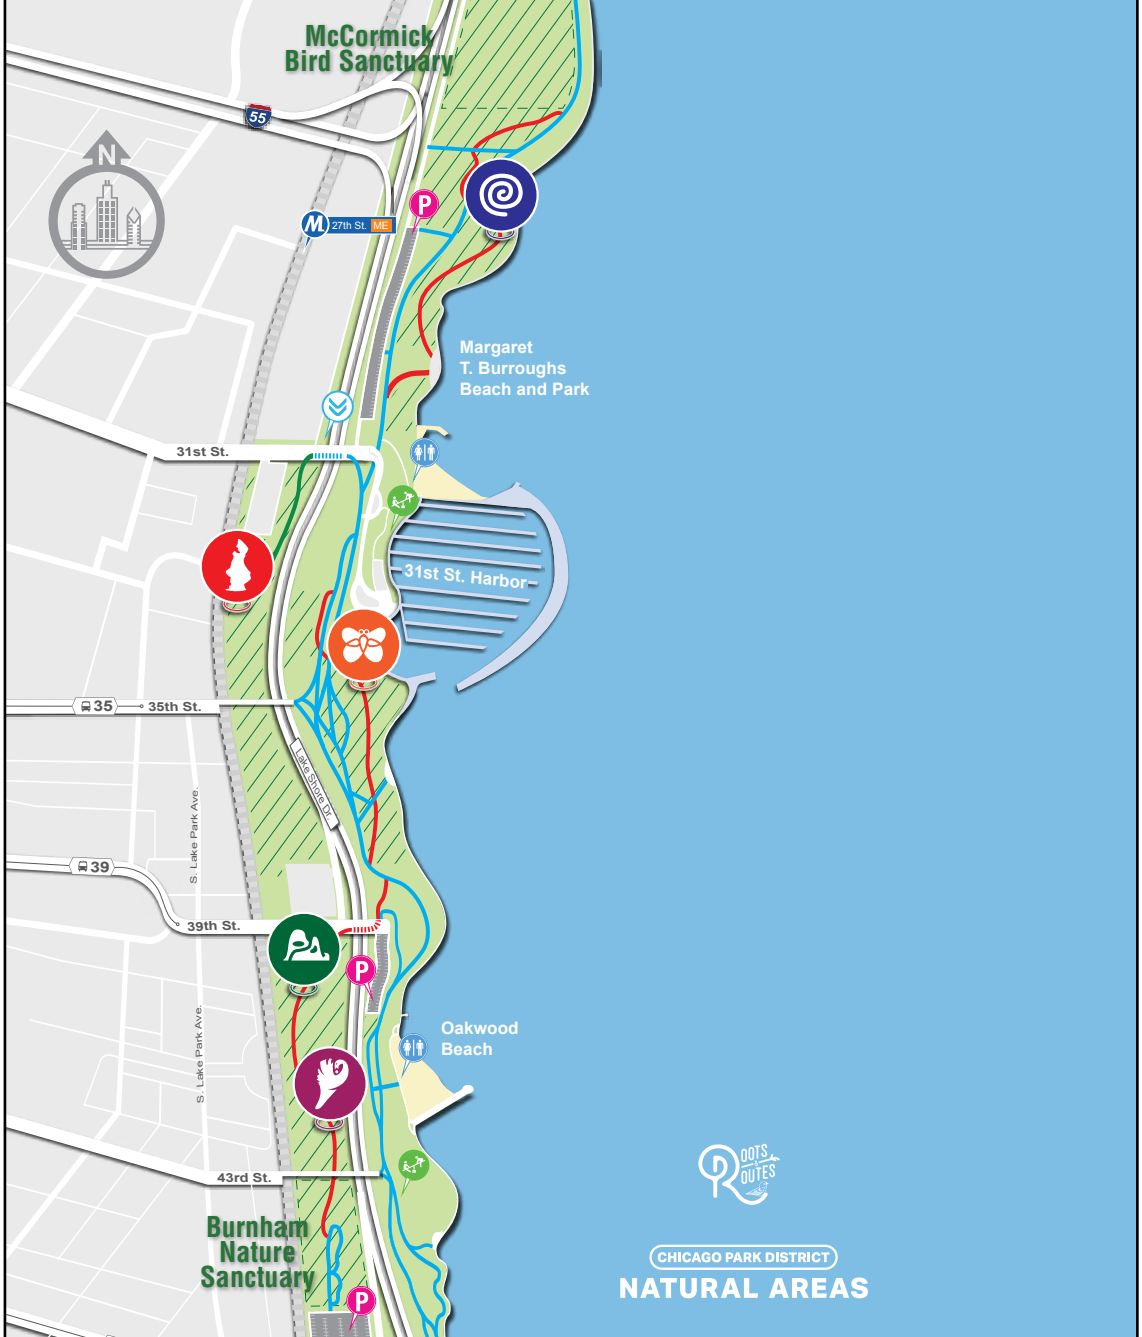 McCormick
Bird Sanctuary
55
N
P
M 27th St. ME
Margaret
T. Burroughs
Beach and Park
31st St.
31st St. Harbor
35
35th St.
Lake Shore Dr.
S. Lake Park Ave.
39
39th St.
P
S. Lake Park Ave.
Oakwood
Beach
43rd St.
ROOTS
& ROUTES
Burnham
Nature
Sanctuary
P
CHICAGO PARK DISTRICT
NATURAL AREAS